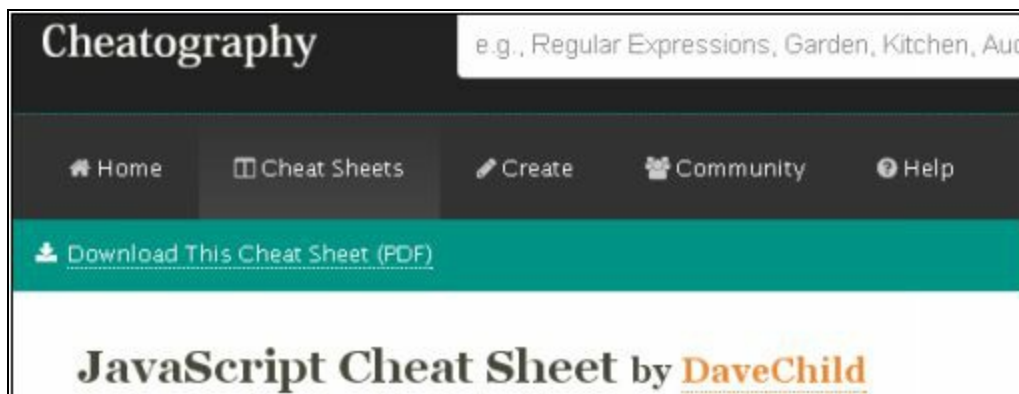 Cheatography
e.g., Regular Expressions, Garden, Kitchen, Auc
Home Cheat Sheets Create Community Help
Download This Cheat Sheet (PDF)
JavaScript Cheat Sheet by DaveChild